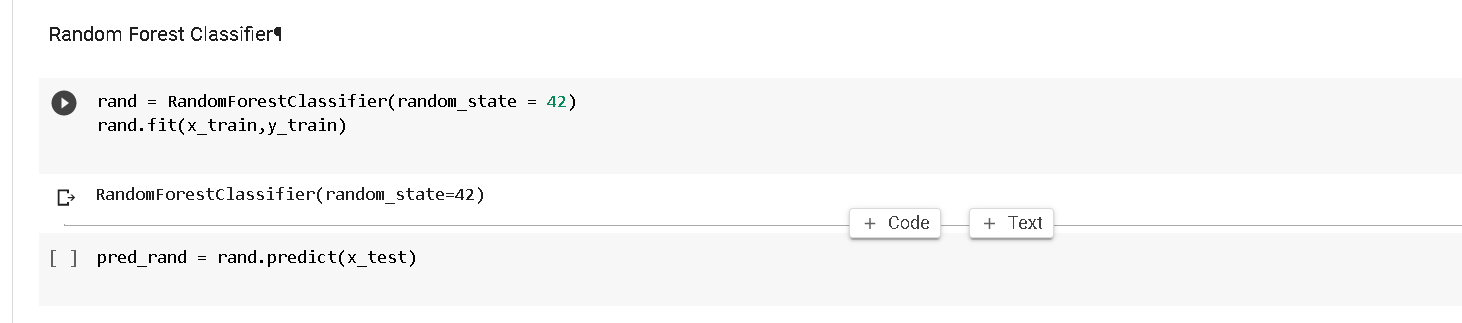 Random Forest Classifier¶
rand = RandomForestClassifier(random_state = 42)
rand.fit(x_train,y_train)
RandomForestClassifier(random_state=42)
+ Code + Text
[ ] pred_rand = rand.predict(x_test)